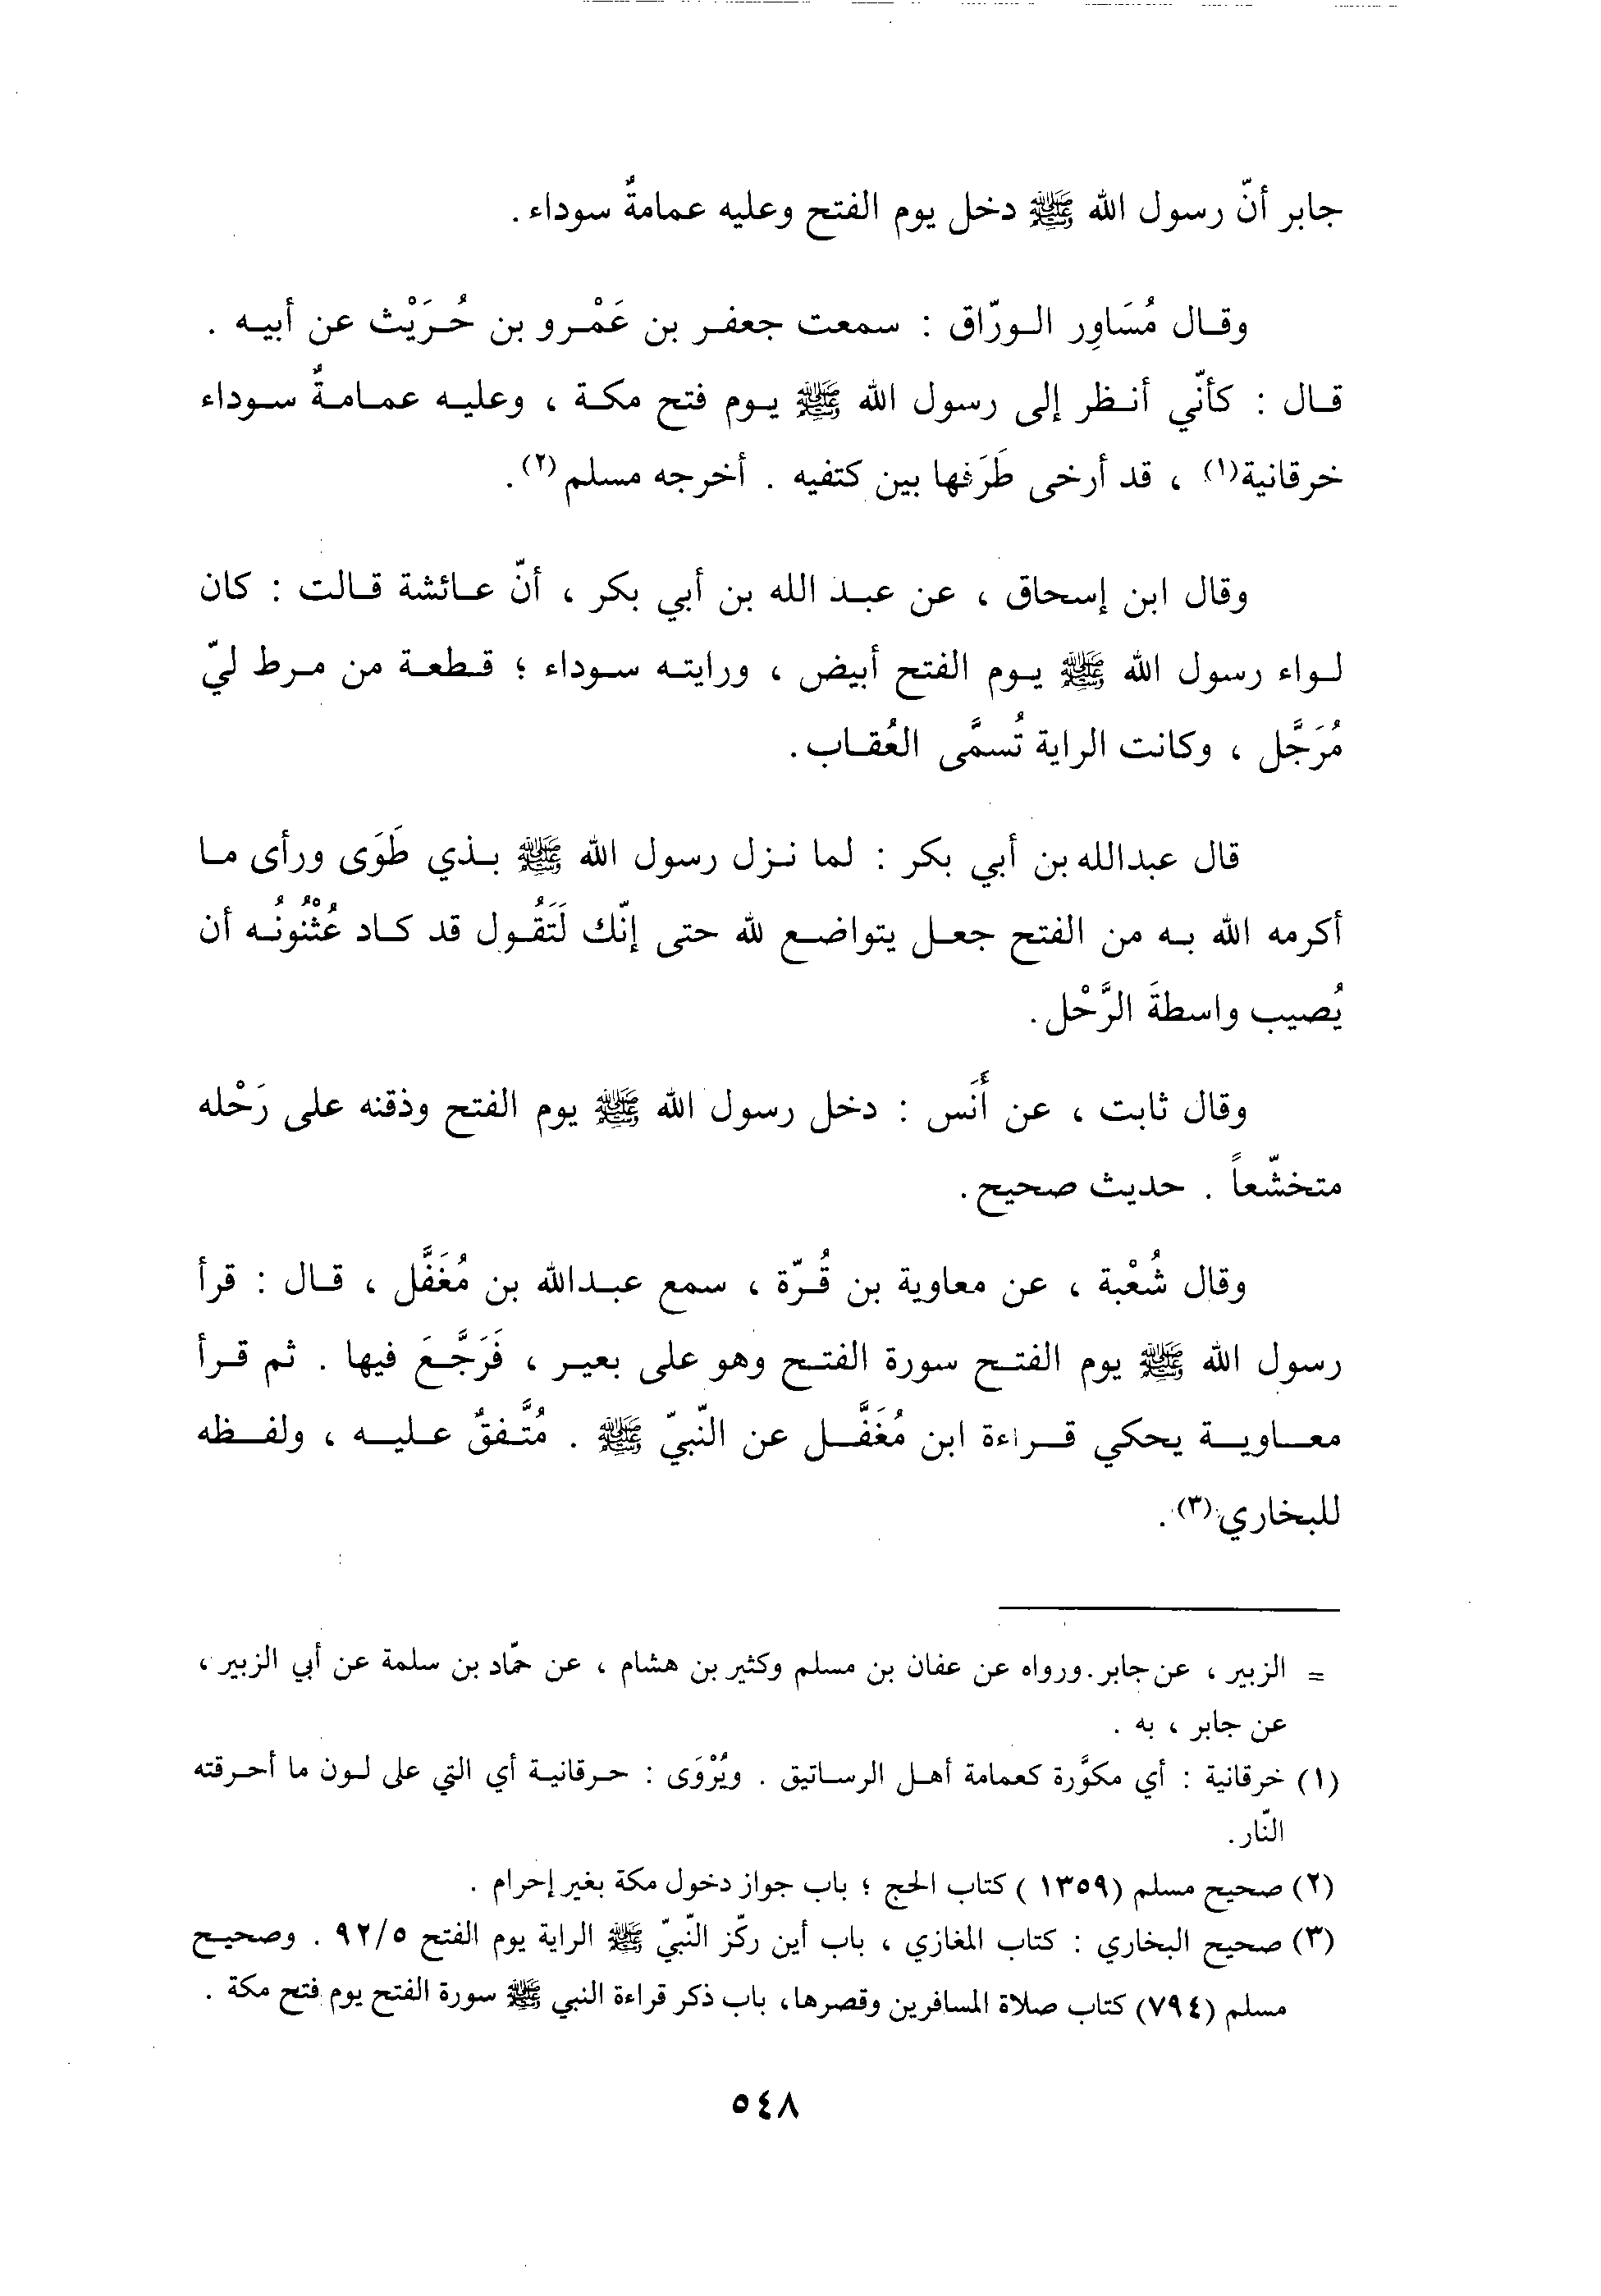 جابر أنّ رسول الله ﷺ دخل يوم الفتح وعليه عمامةٌ سوداء.
وقال مُسَاوِر الورّاق : سمعت جعفر بن عَمْرو بن حُرَيْث عن أبيه .
قال : كأنّي أنظر إلى رسول الله ﷺ يوم فتح مكة ، وعليه عمامةٌ سوداء
خرقانية(١) ، قد أرخى طَرَفها بين كتفيه . أخرجه مسلم(٢).
وقال ابن إسحاق ، عن عبد الله بن أبي بكر ، أنّ عائشة قالت : كان
لواء رسول الله ﷺ يوم الفتح أبيض ، ورايته سوداء ؛ قطعة من مرط ليّ
مُرَجَّل ، وكانت الراية تُسمَّى العُقاب.
قال عبدالله بن أبي بكر : لما نزل رسول الله ﷺ بذي طَوَى ورأى ما
أكرمه الله به من الفتح جعل يتواضع لله حتى إنّك لَتَقُول قد كاد عُثْنُونُه أن
يُصيب واسطةَ الرَّحْل.
وقال ثابت ، عن أَنَس : دخل رسول الله ﷺ يوم الفتح وذقنه على رَحْله
متخشّعاً . حديث صحيح.
وقال شُعْبة ، عن معاوية بن قُرّة ، سمع عبدالله بن مُغَفَّل ، قال : قرأ
رسول الله ﷺ يوم الفتح سورة الفتح وهو على بعير ، فَرَجَّعَ فيها . ثم قرأ
معاوية يحكي قراءة ابن مُغَفَّل عن النّبيّ ﷺ . مُتَّفقٌ عليه ، ولفظه
للبخاري(٣).
= الزبير ، عن جابر. ورواه عن عفان بن مسلم وكثير بن هشام ، عن حمّاد بن سلمة عن أبي الزبير ،
عن جابر ، به .
(١) خرقانية : أي مكوَّرة كعمامة أهل الرساتيق . ويُرْوَى : حرقانية أي التي على لون ما أحرقته
النّار.
(٢) صحيح مسلم (١٣٥٩ ) كتاب الحج ؛ باب جواز دخول مكة بغير إحرام .
(٣) صحيح البخاري : كتاب المغازي ، باب أين ركّز النّبيّ ﷺ الراية يوم الفتح ٩٢/٥ . وصحيح
مسلم (٧٩٤) كتاب صلاة المسافرين وقصرها، باب ذكر قراءة النبي ﷺ سورة الفتح يوم فتح مكة .
٥٤٨